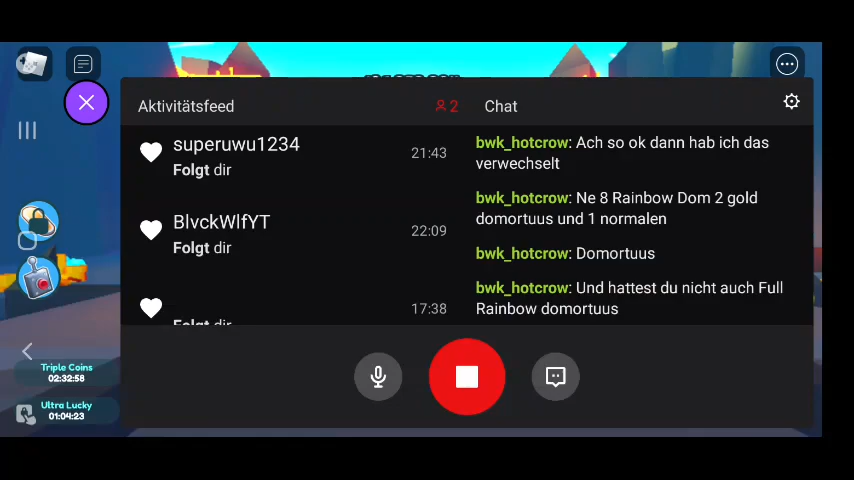 Aktivitätsfeed
2
Chat
superuwu1234
Folgt dir
21:43
BlvckWlfYT
Folgt dir
22:09
Folgt dir
17:38
bwk_hotcrow: Ach so ok dann hab ich das
verwechselt
bwk_hotcrow: Ne 8 Rainbow Dom 2 gold
domortuus und 1 normalen
bwk_hotcrow: Domortuus
bwk_hotcrow: Und hattest du nicht auch Full
Rainbow domortuus
Triple Coins
02:32:58
Ultra Lucky
01:04:23